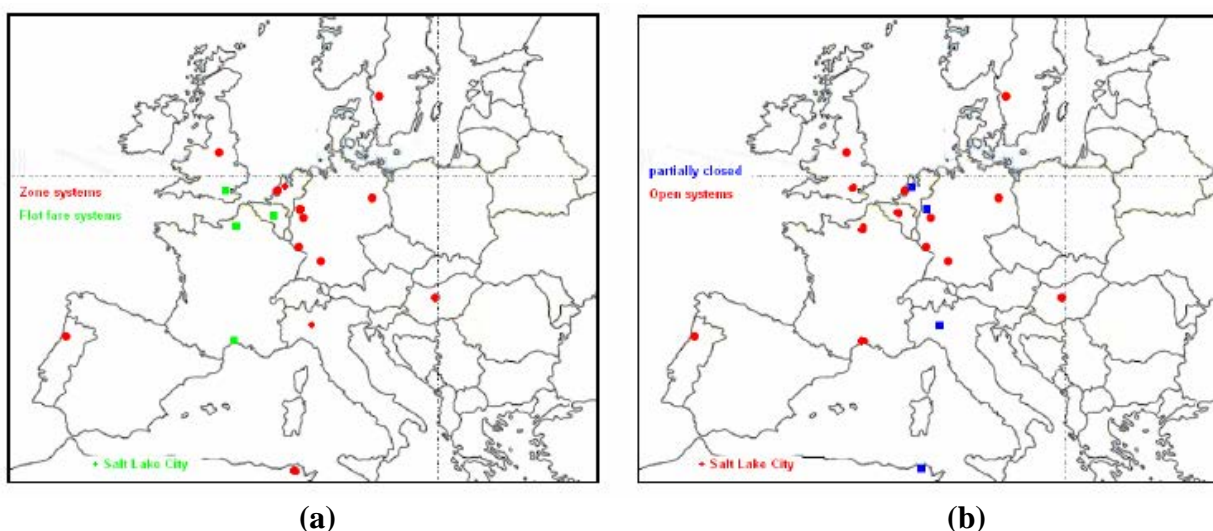 Zone systems
Flat fare systems
Salt Lake City
(a)
partially closed
Open systems
Salt Lake City
(b)